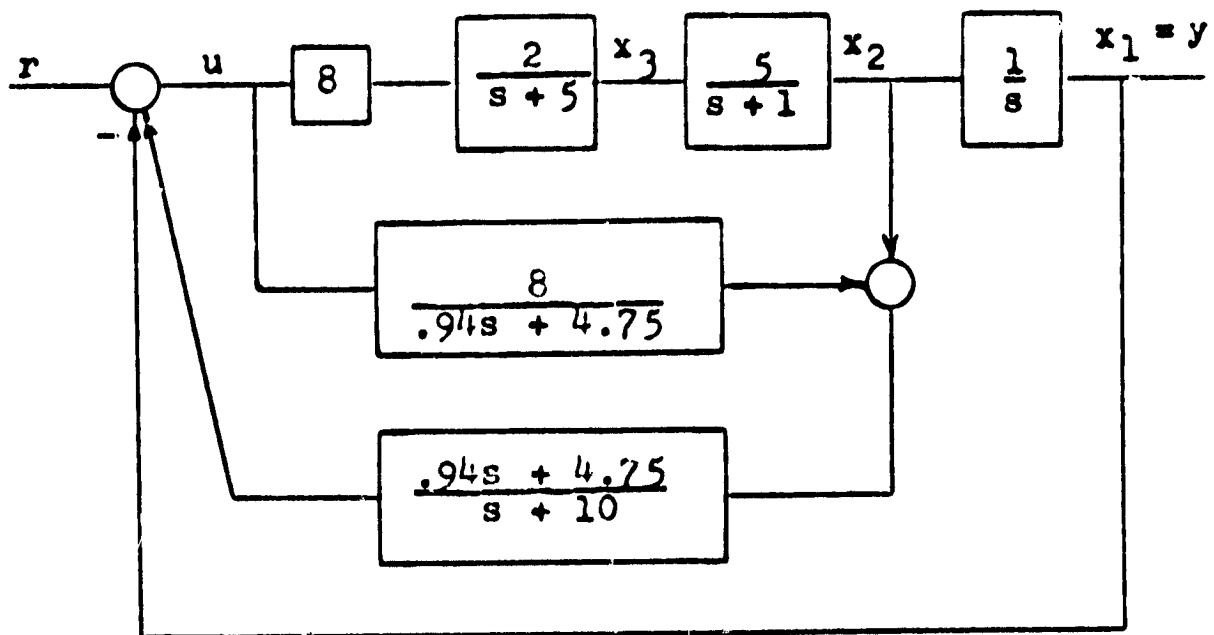 r
u
8
2
s + 5
x3
5
s + 1
x2
1
s
x1 = y
-
8
.94s + 4.75
.94s + 4.75
s + 10